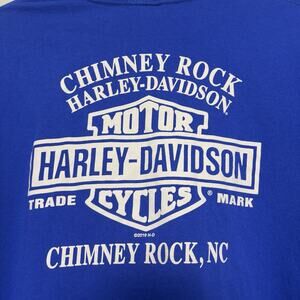 CHIMNEY ROCK
HARLEY-DAVIDSON
MOTOR
HARLEY-DAVIDSON
TRADE ® MARK
CYCLES
©2019 H-D
CHIMNEY ROCK, NC